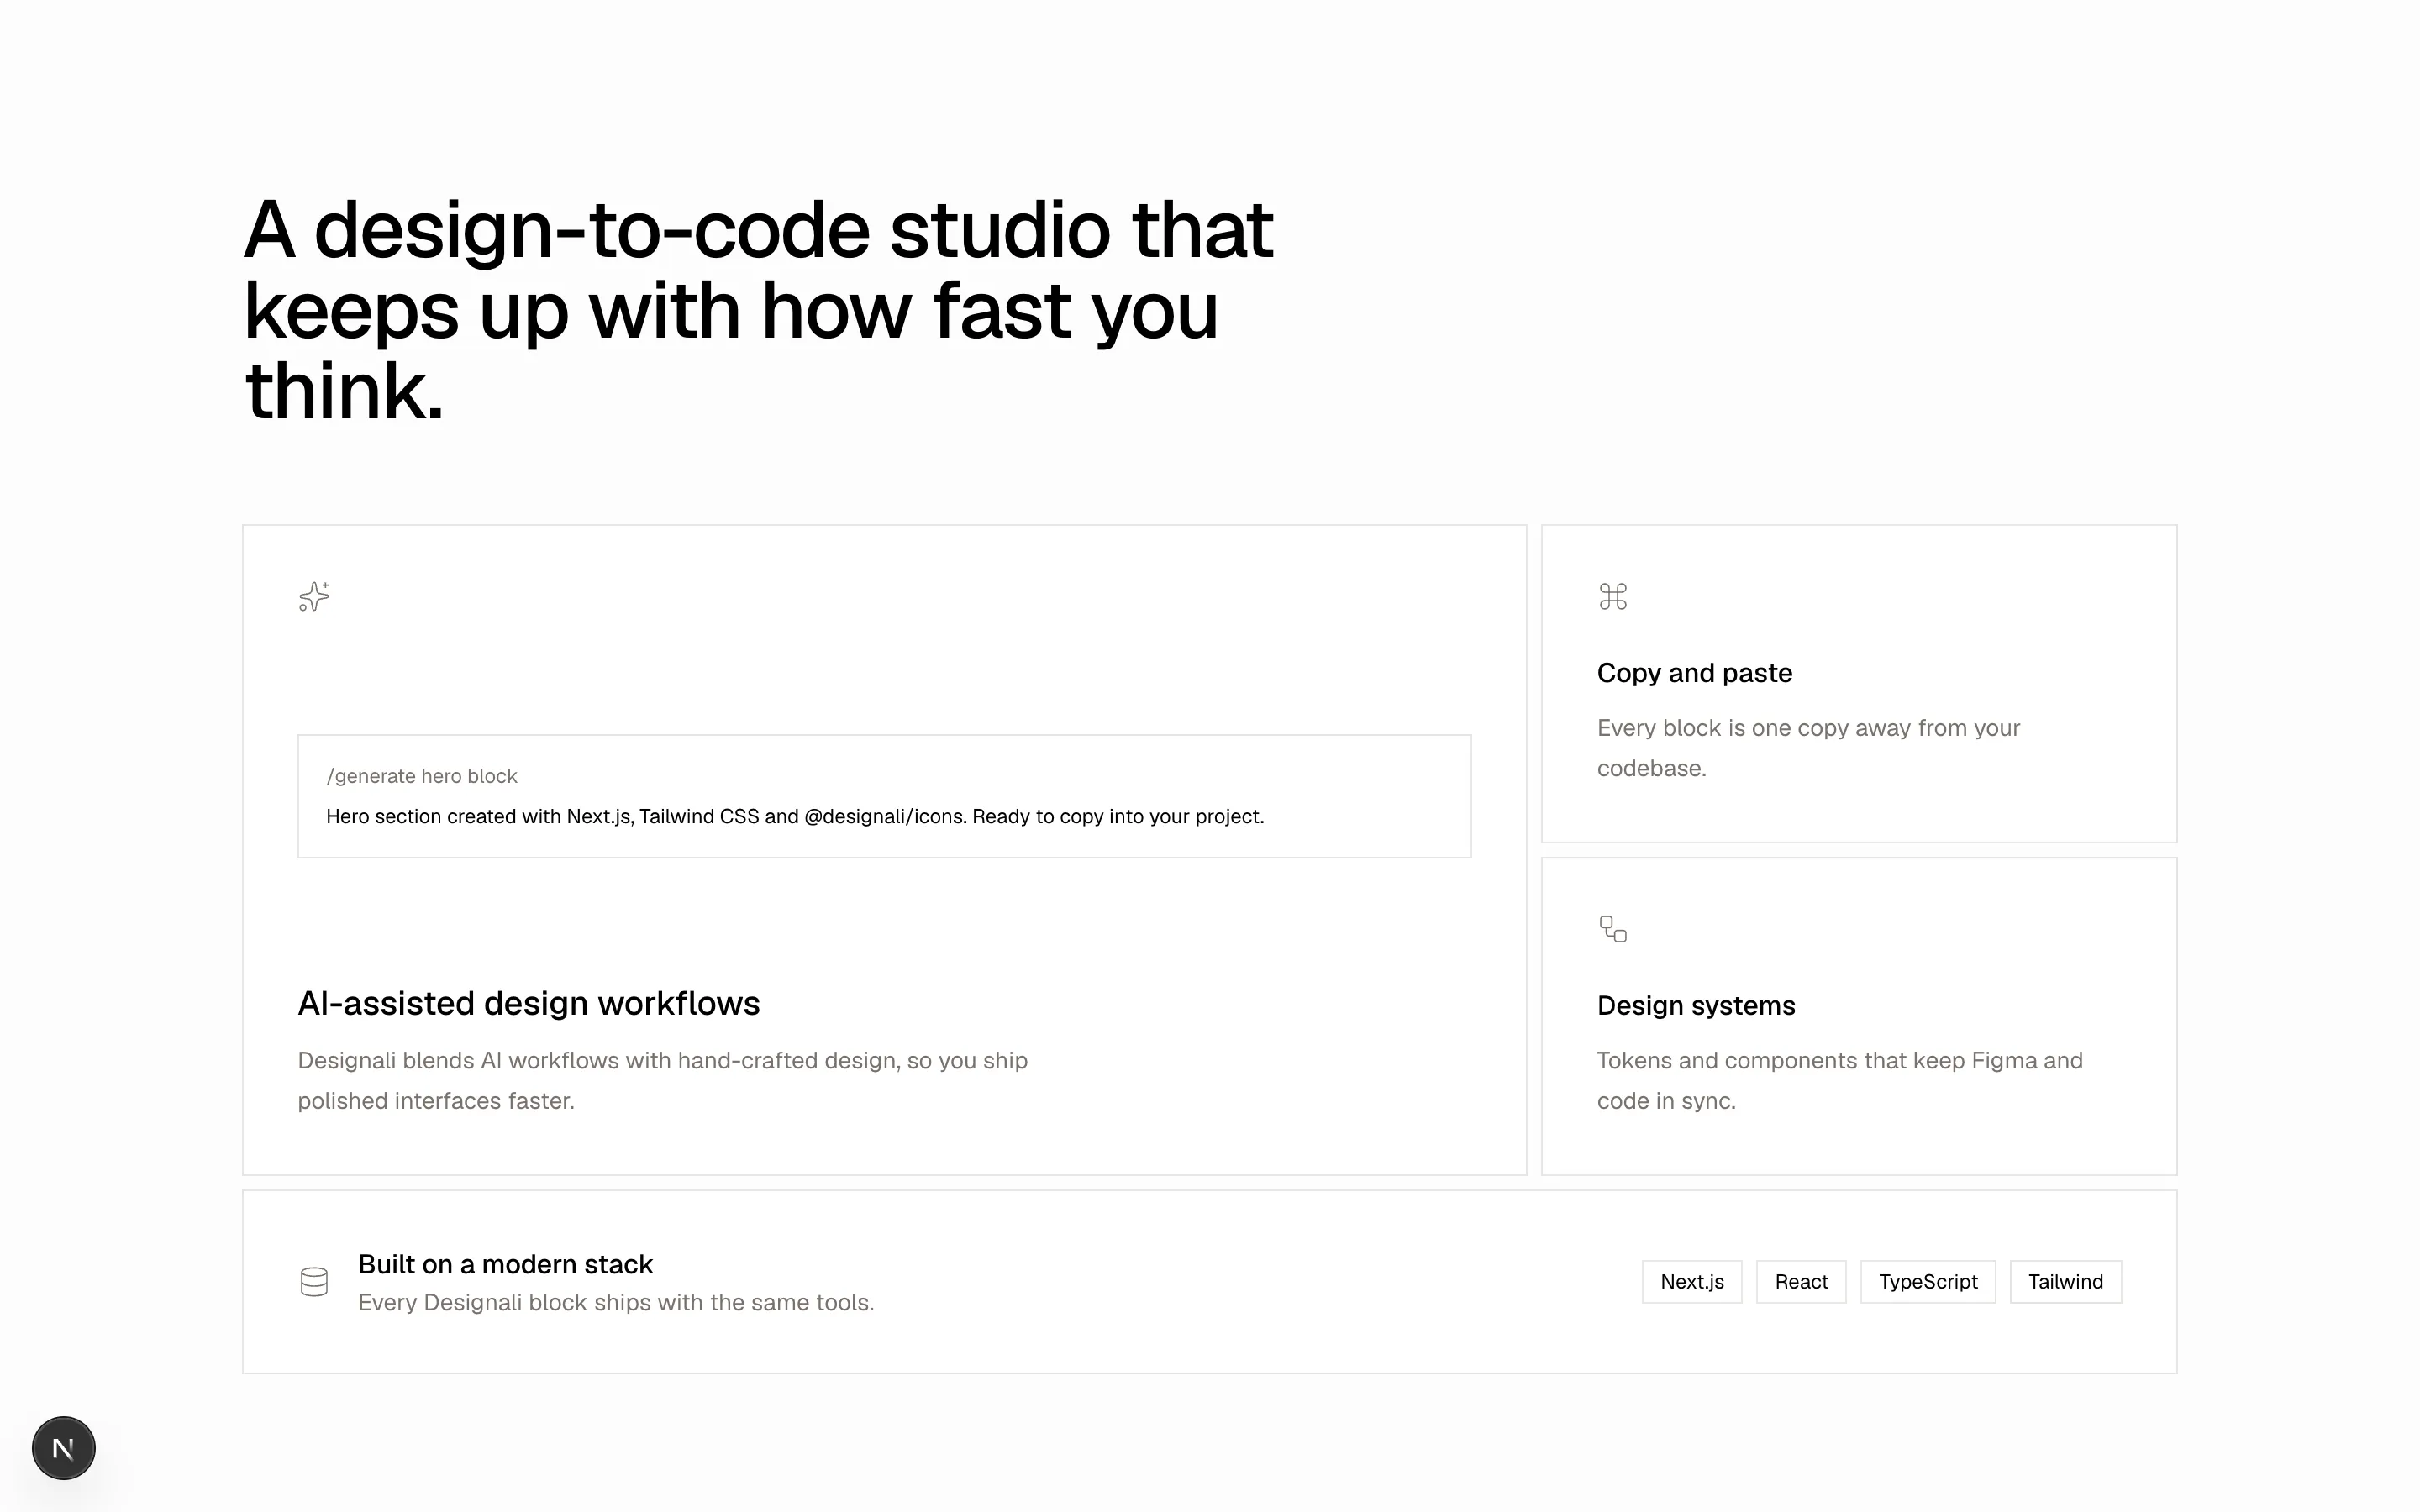 A design-to-code studio that
keeps up with how fast you
think.
/generate hero block
Hero section created with Next.js, Tailwind CSS and @designali/icons. Ready to copy into your project.
AI-assisted design workflows
Designali blends AI workflows with hand-crafted design, so you ship
polished interfaces faster.
Copy and paste
Every block is one copy away from your
codebase.
Design systems
Tokens and components that keep Figma and
code in sync.
Built on a modern stack
Every Designali block ships with the same tools.
Next.js
React
TypeScript
Tailwind
N